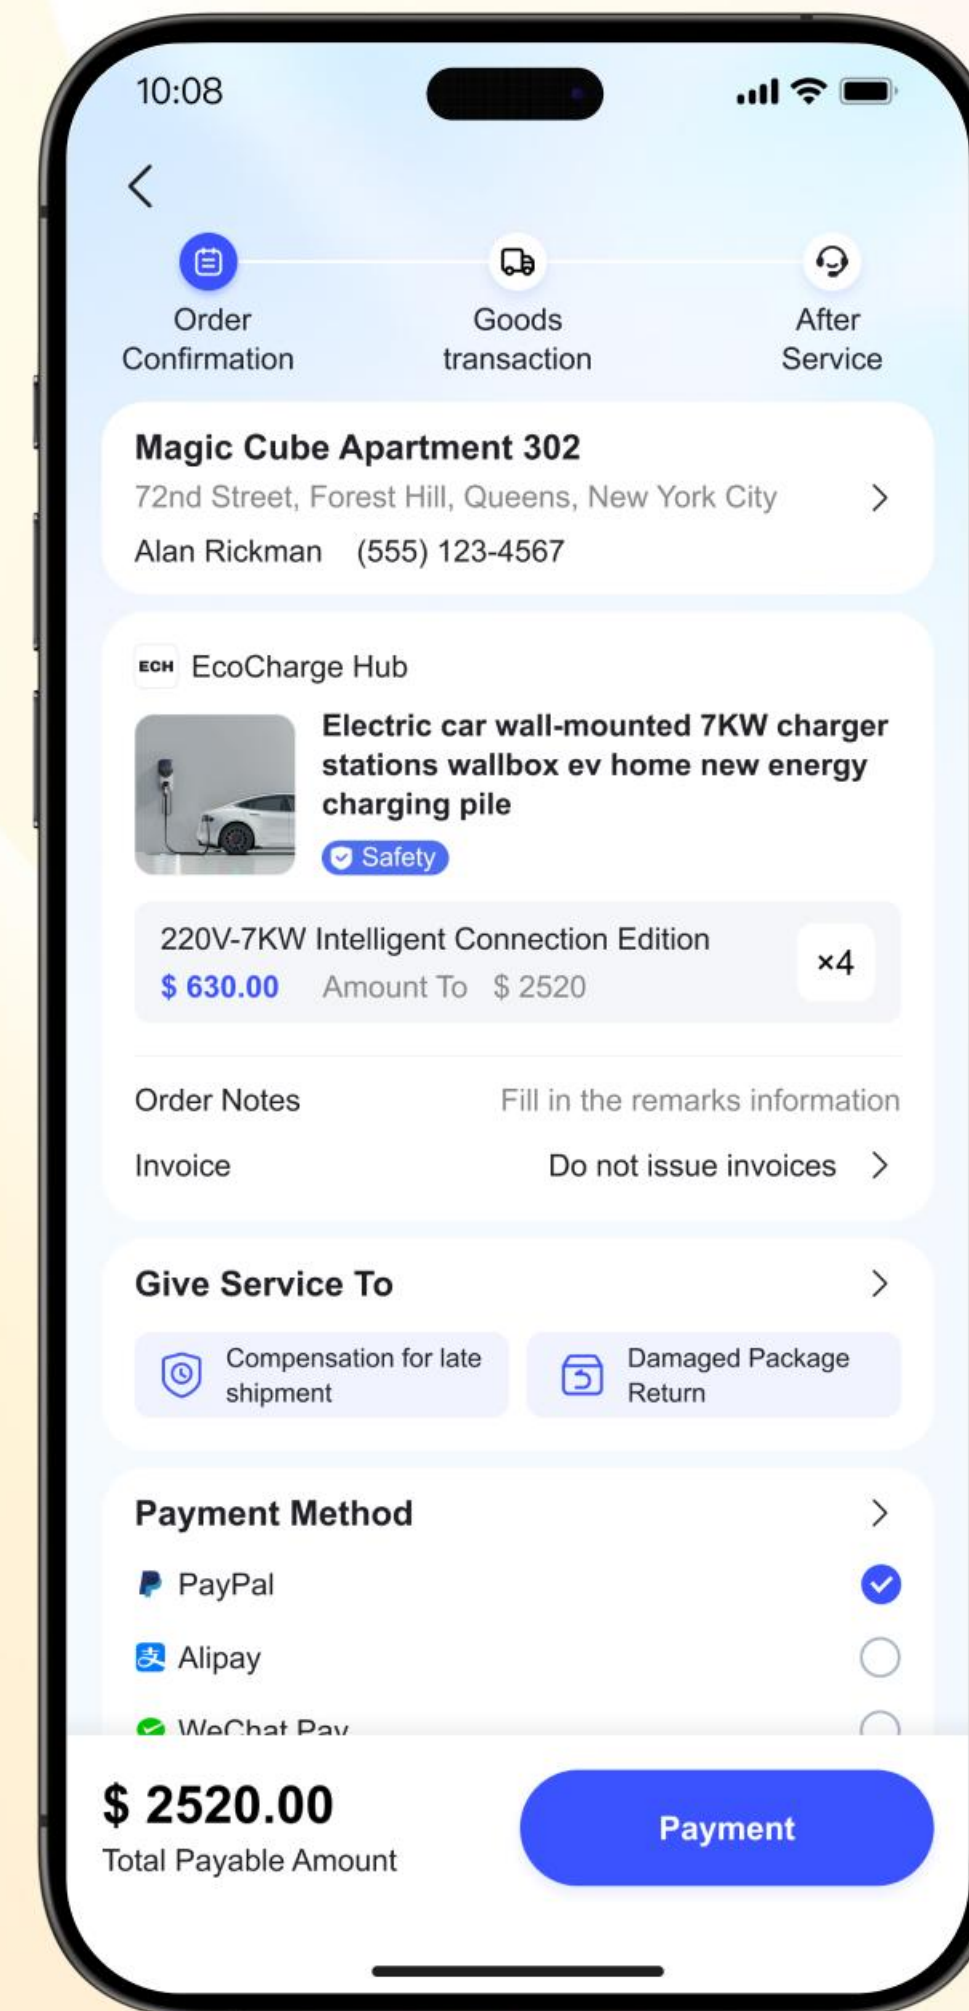 10:08
Order
Confirmation
Goods
transaction
After
Service
Magic Cube Apartment 302
72nd Street, Forest Hill, Queens, New York City
Alan Rickman (555) 123-4567
ECH EcoCharge Hub
Electric car wall-mounted 7KW charger
stations wallbox ev home new energy
charging pile
Safety
220V-7KW Intelligent Connection Edition
×4
$ 630.00 Amount To $ 2520
Order Notes Fill in the remarks information
Invoice Do not issue invoices
Give Service To
Compensation for late
shipment
Damaged Package
Return
Payment Method
PayPal
支 Alipay
WeChat Pay
$ 2520.00
Total Payable Amount
Payment